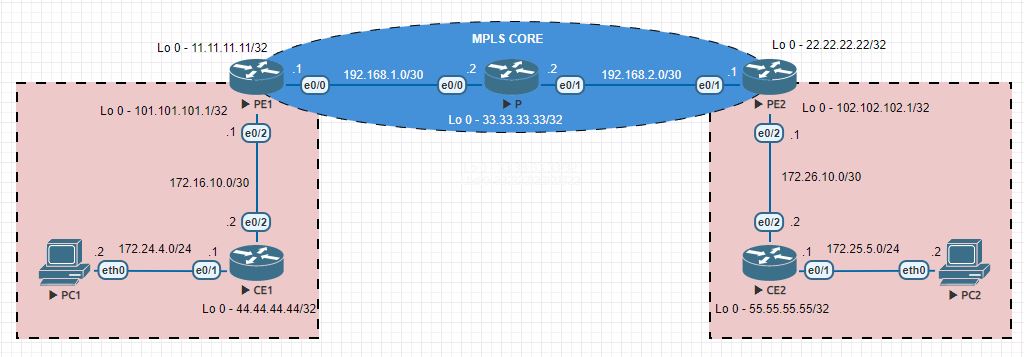 MPLS CORE
Lo 0 - 11.11.11.11/32
Lo 0 - 22.22.22.22/32
.1
192.168.1.0/30
.2
.2
192.168.2.0/30
.1
e0/0
e0/0
e0/1
e0/1
PE1
P
PE2
Lo 0 - 101.101.101.1/32
Lo 0 - 33.33.33.33/32
Lo 0 - 102.102.102.1/32
.1
e0/2
e0/2
.1
172.16.10.0/30
172.26.10.0/30
.2
e0/2
e0/2
.2
.2
172.24.4.0/24
.1
.1
172.25.5.0/24
.2
eth0
e0/1
e0/1
eth0
PC1
CE1
CE2
PC2
Lo 0 - 44.44.44.44/32
Lo 0 - 55.55.55.55/32